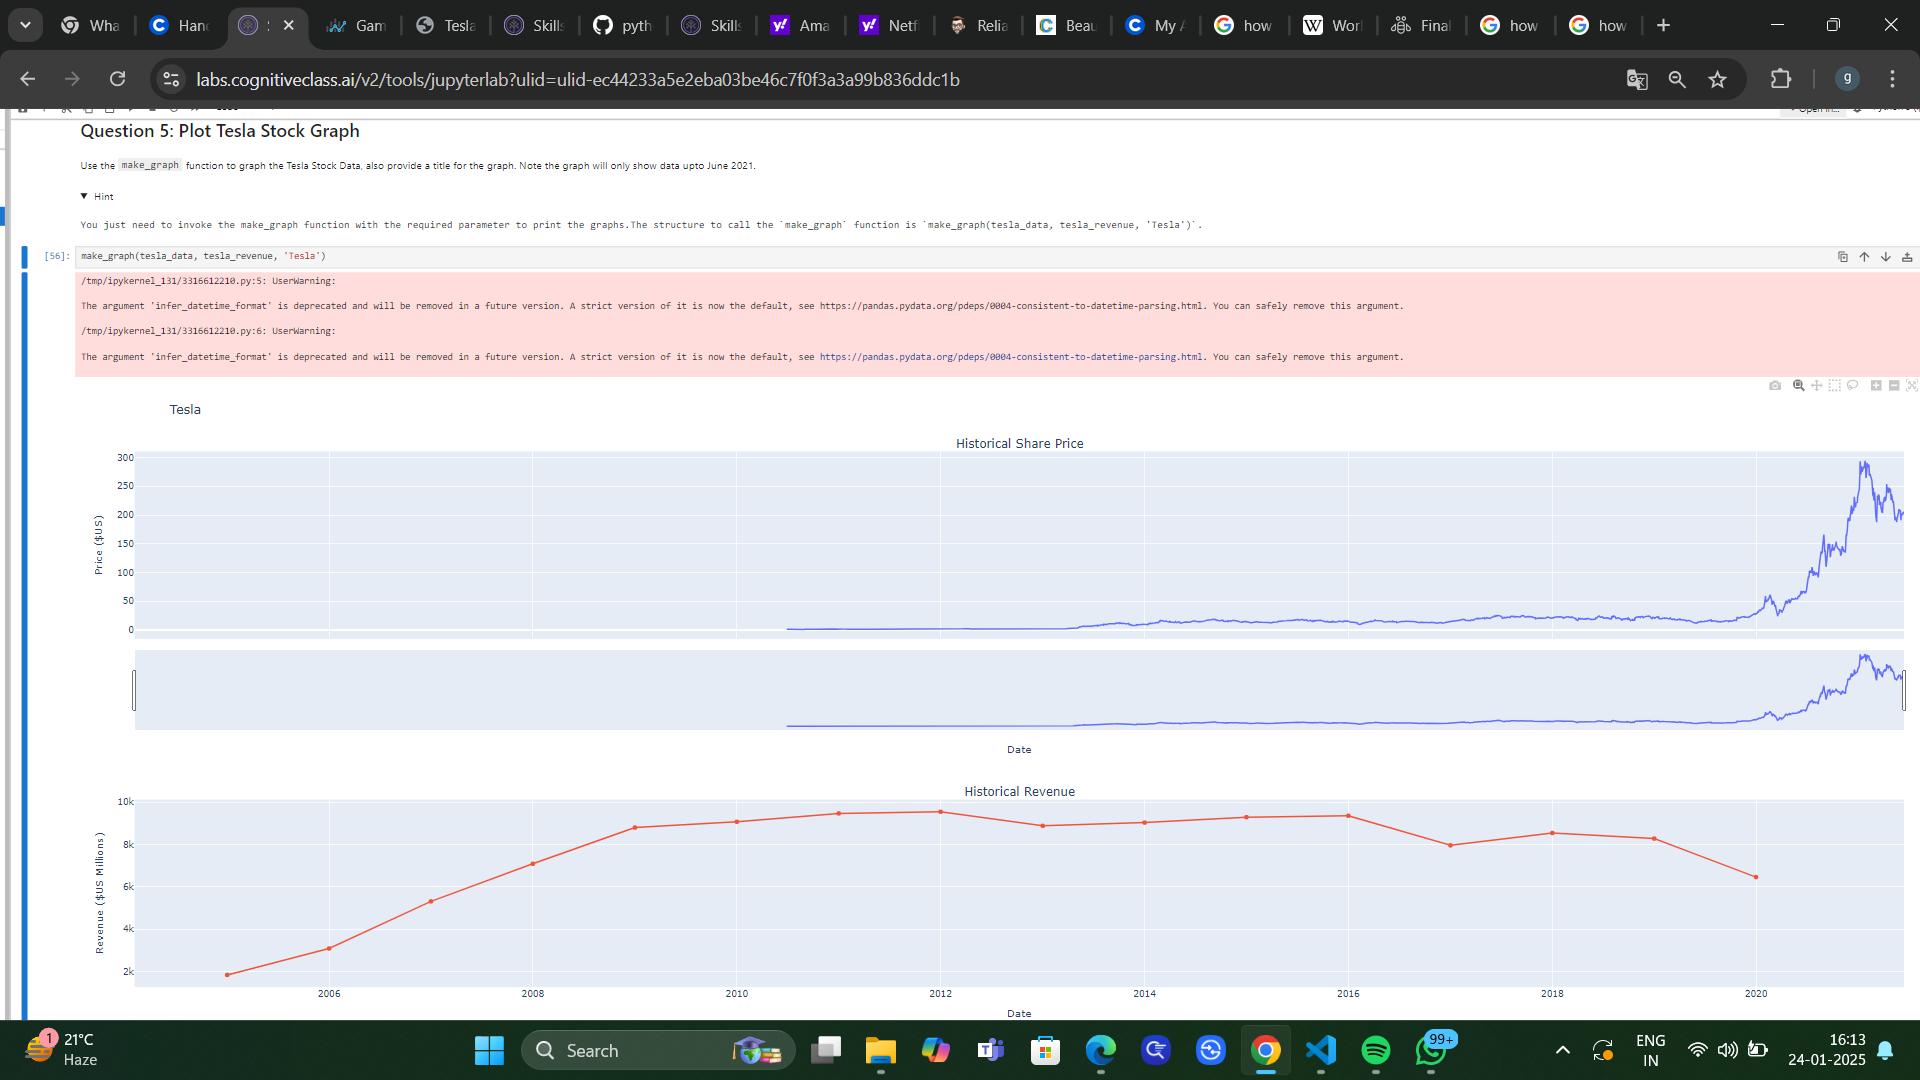 Wha
Hand
S
Gam
Tesla
Skills
pyth
Skills
Ama
Netf
Relia
Beau
My A
how
Worl
Final
how
how
labs.cognitiveclass.ai/v2/tools/jupyterlab?ulid=ulid-ec44233a5e2eba03be46c7f0f3a3a99b836ddc1b
g
Question 5: Plot Tesla Stock Graph
Use the make_graph function to graph the Tesla Stock Data, also provide a title for the graph. Note the graph will only show data upto June 2021.
▼ Hint
You just need to invoke the make_graph function with the required parameter to print the graphs.The structure to call the `make_graph` function is `make_graph(tesla_data, tesla_revenue, 'Tesla')`.
[56]: make_graph(tesla_data, tesla_revenue, 'Tesla')
/tmp/ipykernel_131/3316612210.py:5: UserWarning:
The argument 'infer_datetime_format' is deprecated and will be removed in a future version. A strict version of it is now the default, see https://pandas.pydata.org/pdeps/0004-consistent-to-datetime-parsing.html. You can safely remove this argument.
/tmp/ipykernel_131/3316612210.py:6: UserWarning:
The argument 'infer_datetime_format' is deprecated and will be removed in a future version. A strict version of it is now the default, see https://pandas.pydata.org/pdeps/0004-consistent-to-datetime-parsing.html. You can safely remove this argument.
Tesla
Historical Share Price
300
250
200
150
100
50
0
Price ($US)
Date
Historical Revenue
10k
8k
6k
4k
2k
Revenue ($US Millions)
2006 2008 2010 2012 2014 2016 2018 2020
Date
1
21°C
Haze
Search
99+
ENG
IN
16:13
24-01-2025